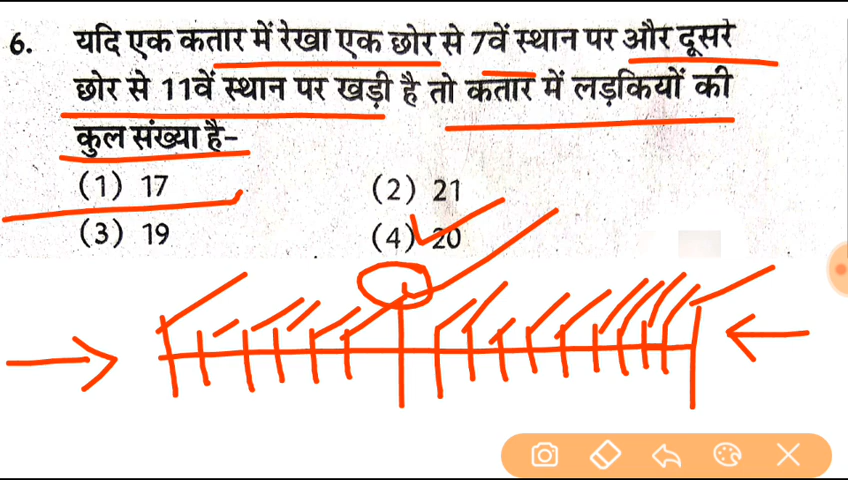 6. यदि एक कतार में रेखा एक छोर से 7वें स्थान पर और दूसरे
छोर से 11वें स्थान पर खड़ी है तो कतार में लड़कियों की
कुल संख्या है-
(1) 17 (2) 21
(3) 19 (4) 20